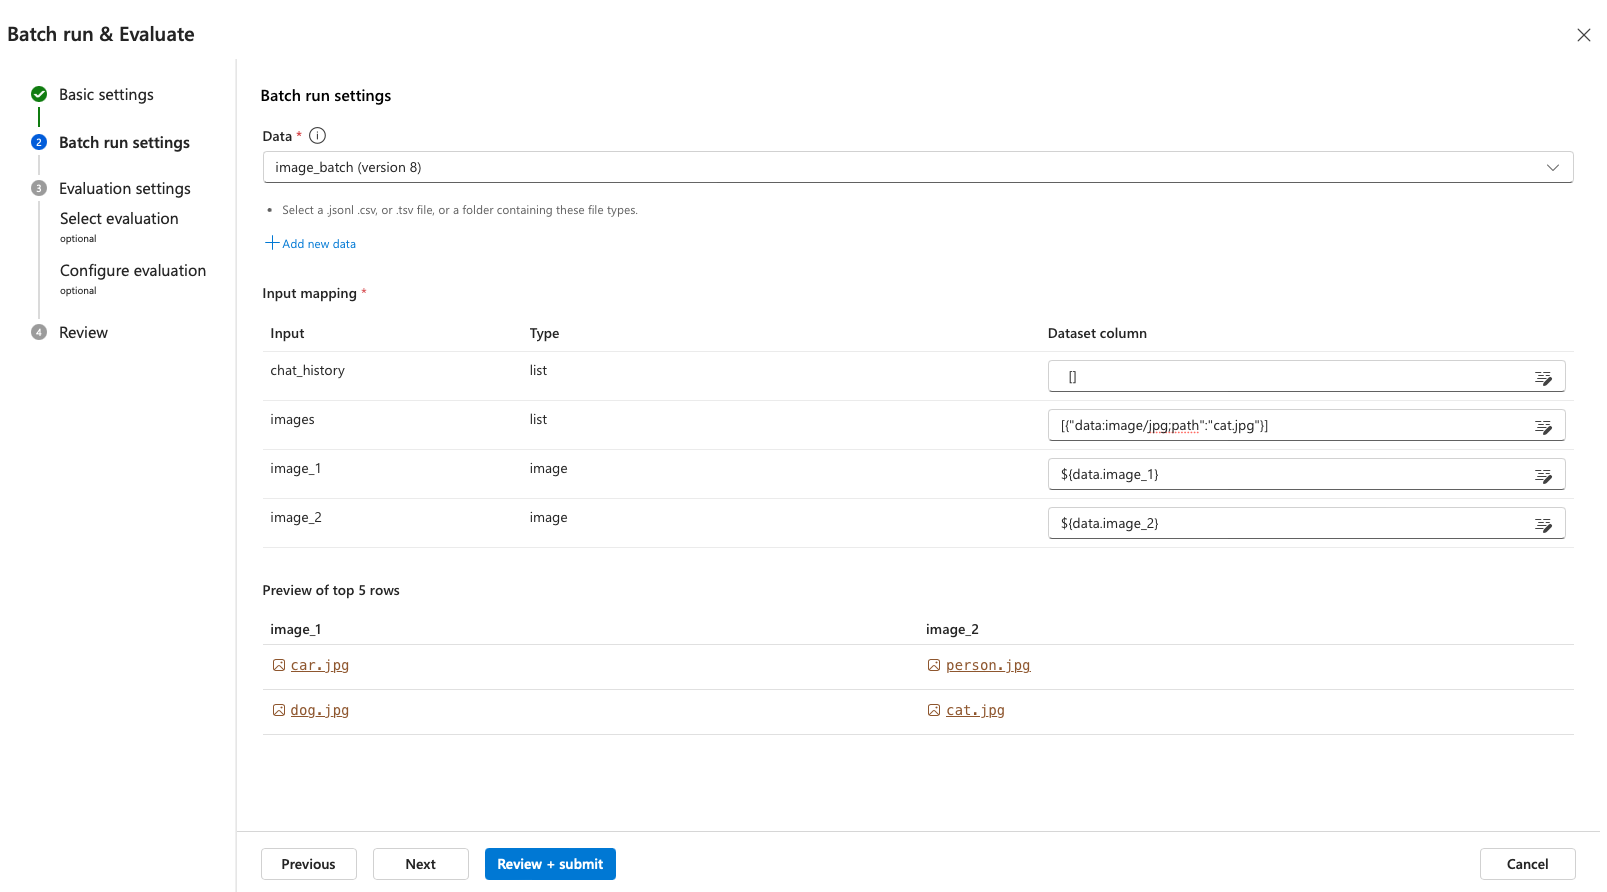 Batch run & Evaluate
Basic settings
2 Batch run settings
3 Evaluation settings
Select evaluation
optional
Configure evaluation
optional
4 Review
Batch run settings
Data * i
image_batch (version 8)
• Select a .jsonl .csv, or .tsv file, or a folder containing these file types.
+ Add new data
Input mapping *
Input Type Dataset column
chat_history list []
images list [{"data:image/jpg;path":"cat.jpg"}]
image_1 image ${data.image_1}
image_2 image ${data.image_2}
Preview of top 5 rows
image_1 image_2
car.jpg person.jpg
dog.jpg cat.jpg
Previous Next Review + submit Cancel